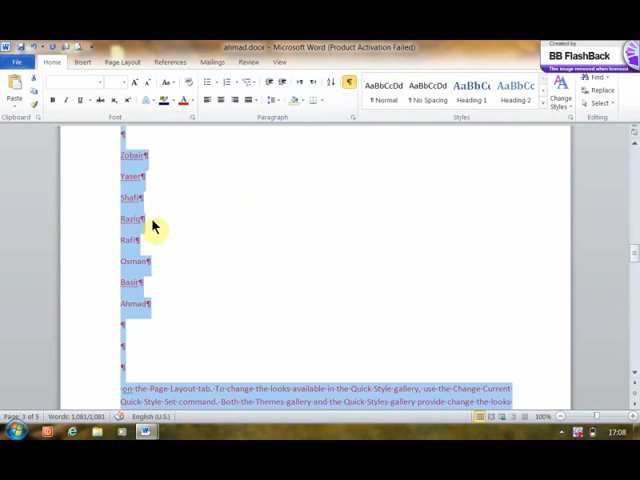 ahmad.docx - Microsoft Word (Product Activation Failed)
Created by
BB FlashBack
This image removed when licensed
File Home Insert Page Layout References Mailings Review View
Paste
B I U abc x₂ x²
Aa
A
AaBbCcDd AaBbCcDd AaBbCc AaBbCc
¶ Normal ¶ No Spacing Heading 1 Heading 2
Change
Styles
Find
Replace
Select
Clipboard Font Paragraph Styles Editing
¶
Zobair¶
Yaser¶
Shafi¶
Raziq¶
Rafi¶
Osman¶
Basir¶
Ahmad¶
¶
¶
¶
·on·the·Page·Layout·tab.·To·change·the·looks·available·in·the·Quick·Style·gallery,·use·the·Change·Current·
Quick·Style·Set·command.·Both·the·Themes·gallery·and·the·Quick·Styles·gallery·provide·change·the·looks·
Page: 3 of 5 Words: 1,081/1,081 English (U.S.) 100%
17:08